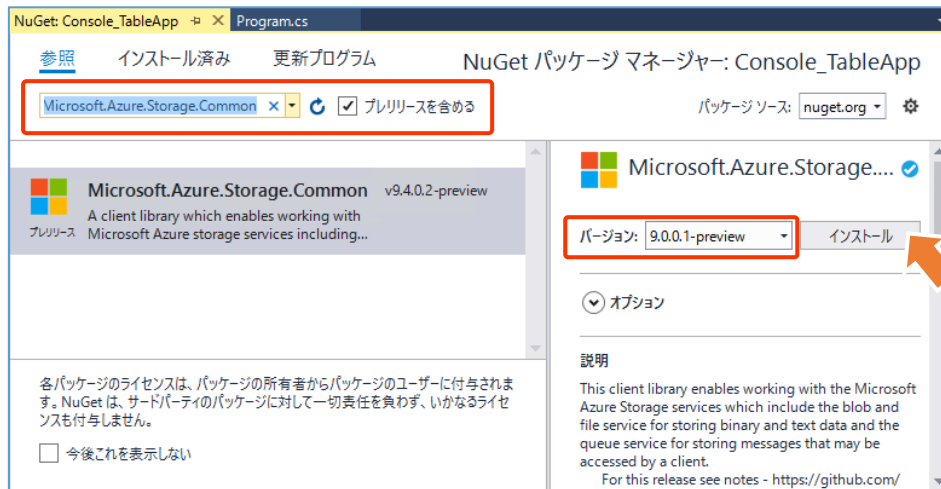 NuGet: Console_TableApp
Program.cs
参照 インストール済み 更新プログラム
NuGet パッケージ マネージャー: Console_TableApp
Microsoft.Azure.Storage.Common
プレリリースを含める
パッケージ ソース: nuget.org
Microsoft.Azure.Storage.Common v9.4.0.2-preview
A client library which enables working with
Microsoft Azure storage services including...
プレリリース
Microsoft.Azure.Storage....
バージョン: 9.0.0.1-preview インストール
オプション
説明
This client library enables working with the Microsoft
Azure Storage services which include the blob and
file service for storing binary and text data and the
queue service for storing messages that may be
accessed by a client.
For this release see notes - https://github.com/
各パッケージのライセンスは、パッケージの所有者からパッケージのユーザーに付与されま
す。NuGet は、サードパーティのパッケージに対して一切責任を負わず、いかなるライセ
ンスも付与しません。
今後これを表示しない